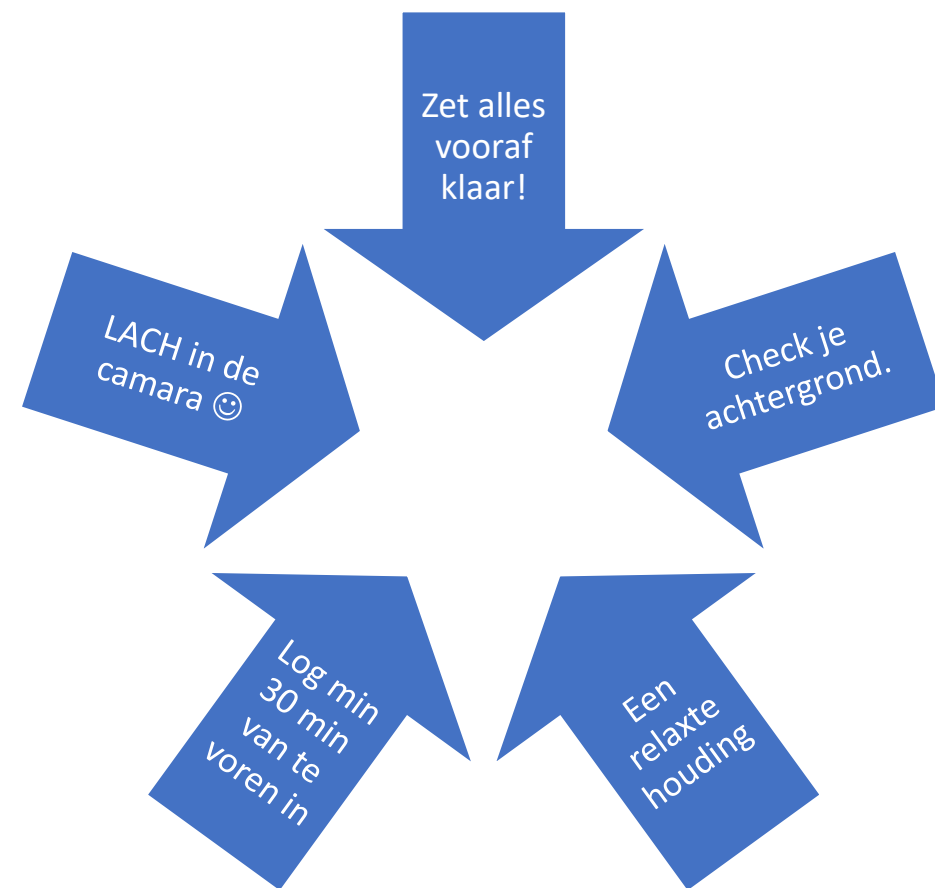 Zet alles
vooraf
klaar!
Check je
achtergrond.
Een
relaxte
houding
Log min
30 min
van te
voren in
LACH in de
camara ☺